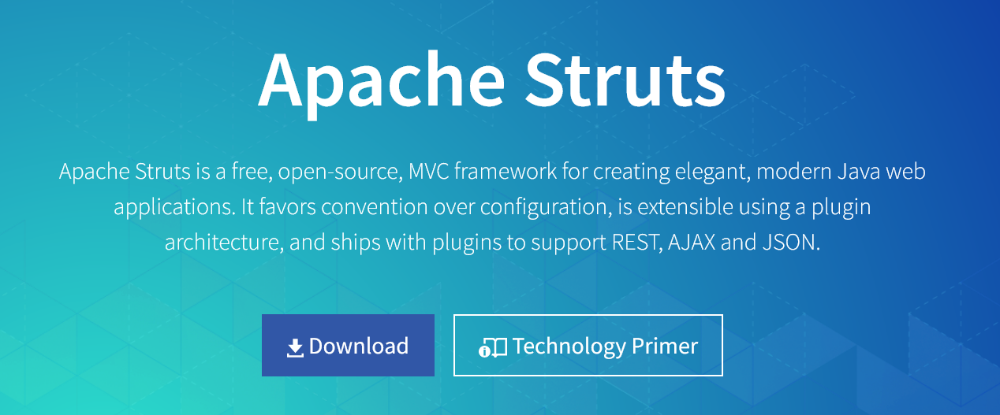 Apache Struts
Apache Struts is a free, open-source, MVC framework for creating elegant, modern Java web
applications. It favors convention over configuration, is extensible using a plugin
architecture, and ships with plugins to support REST, AJAX and JSON.
Download
Technology Primer